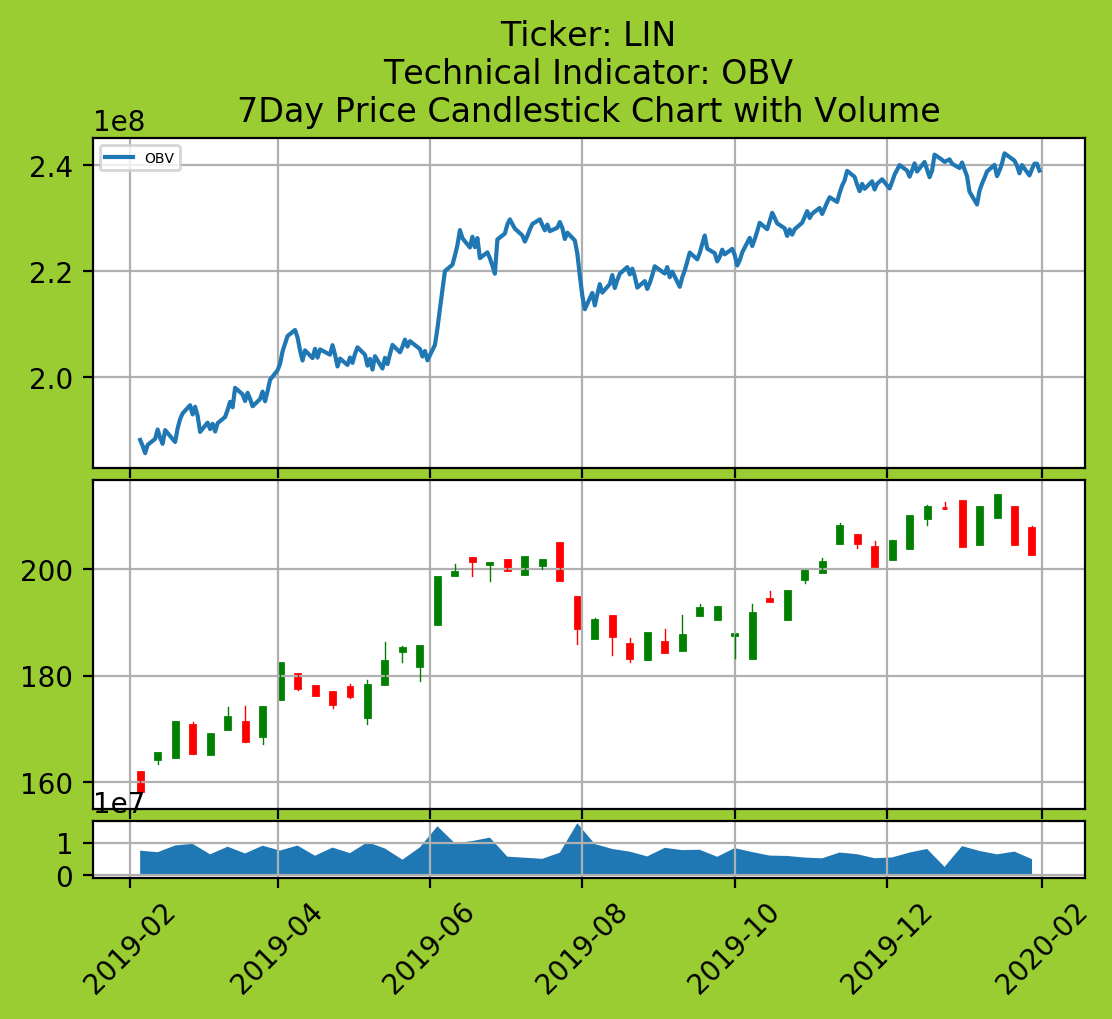 Ticker: LIN
Technical Indicator: OBV
7Day Price Candlestick Chart with Volume
1e8
OBV
2.4
2.2
2.0
200
180
160
1e7
1
0
2019-02
2019-04
2019-06
2019-08
2019-10
2019-12
2020-02